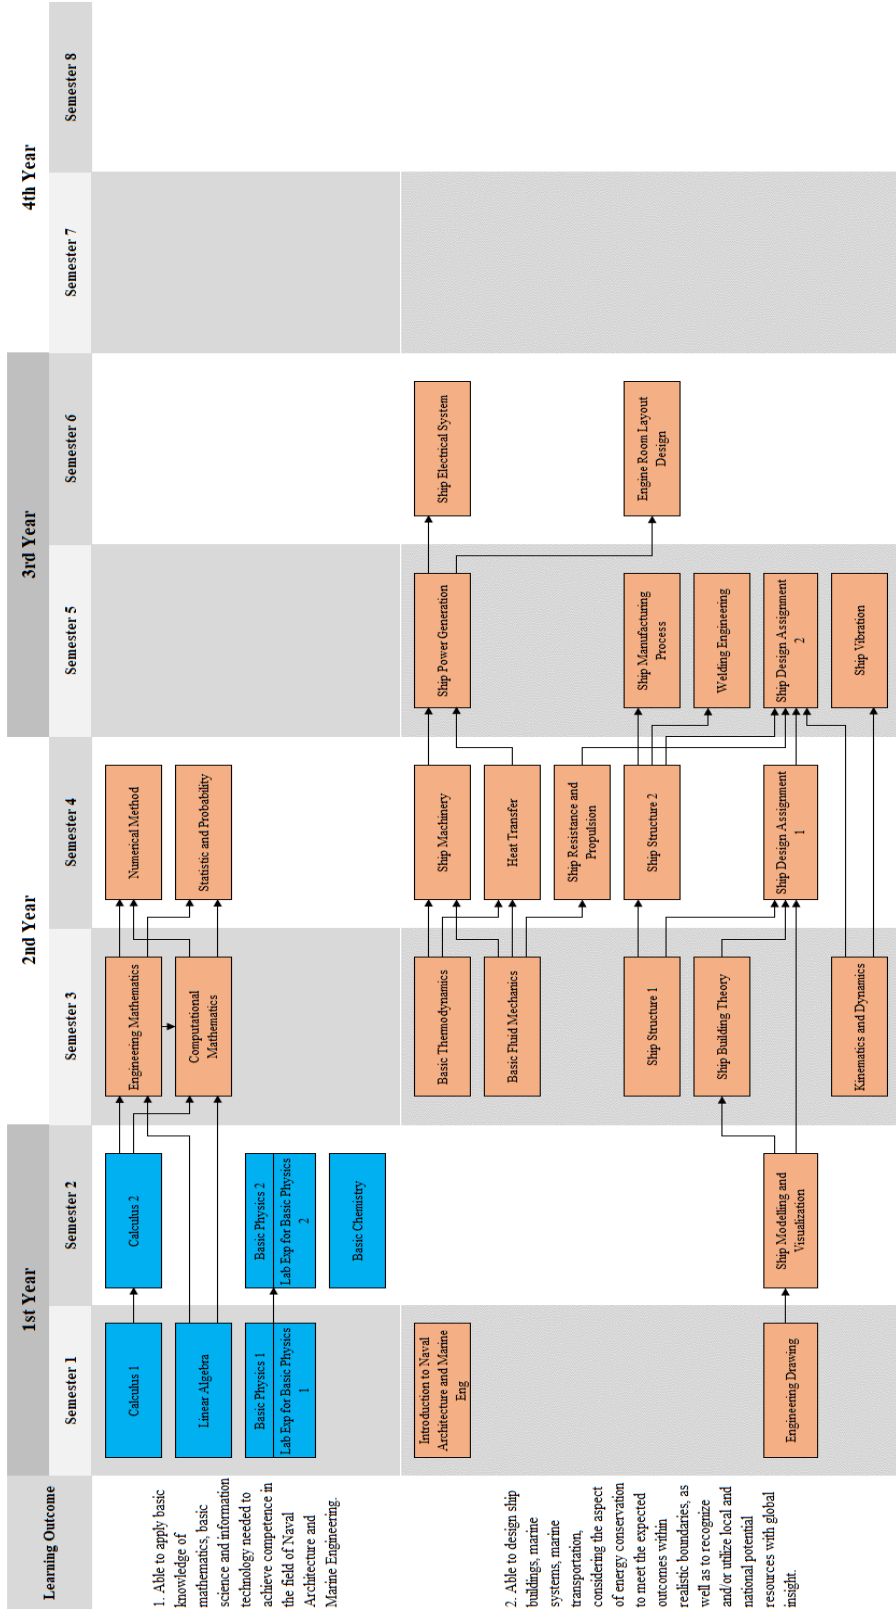 Learning Outcome
1st Year
2nd Year
3rd Year
4th Year
Semester 1
Semester 2
Semester 3
Semester 4
Semester 5
Semester 6
Semester 7
Semester 8
1. Able to apply basic
knowledge of
mathematics, basic
science and information
technology needed to
achieve competence in
the field of Naval
Architecture and
Marine Engineering.
Calculus 1
Calculus 2
Engineering Mathematics
Numerical Method
Linear Algebra
Computational
Mathematics
Statistic and Probability
Basic Physics 1
Lab Exp for Basic Physics
1
Basic Physics 2
Lab Exp for Basic Physics
2
Basic Chemistry
2. Able to design ship
buildings, marine
systems, marine
transportation,
considering the aspect
of energy conservation
to meet the expected
outcomes within
realistic boundaries, as
well as to recognize
and/or utilize local and
national potential
resources with global
insight.
Introduction to Naval
Architecture and Marine
Eng
Basic Thermodynamics
Ship Machinery
Ship Power Generation
Ship Electrical System
Basic Fluid Mechanics
Heat Transfer
Ship Resistance and
Propulsion
Ship Structure 1
Ship Structure 2
Ship Manufacturing
Process
Engine Room Layout
Design
Ship Building Theory
Welding Engineering
Engineering Drawing
Ship Modelling and
Visualization
Ship Design Assignment
1
Ship Design Assignment
2
Kinematics and Dynamics
Ship Vibration